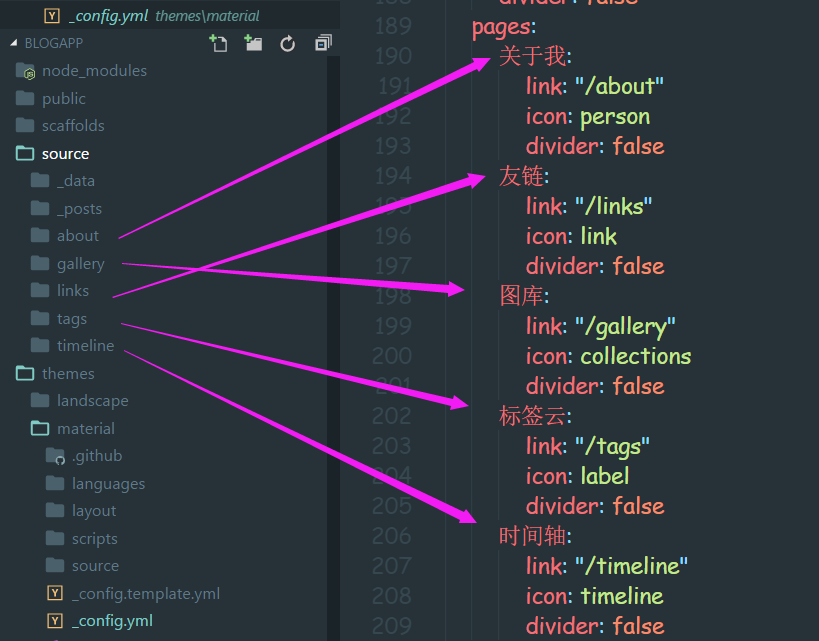 _config.yml themes\material
BLOGAPP
node_modules
public
scaffolds
source
_data
_posts
about
gallery
links
tags
timeline
themes
landscape
material
.github
languages
layout
scripts
source
_config.template.yml
_config.yml
divider: false
189 pages:
190 关于我:
191 link: "/about"
192 icon: person
193 divider: false
194 友链:
195 link: "/links"
196 icon: link
197 divider: false
198 图库:
199 link: "/gallery"
200 icon: collections
201 divider: false
202 标签云:
203 link: "/tags"
204 icon: label
205 divider: false
206 时间轴:
207 link: "/timeline"
208 icon: timeline
209 divider: false